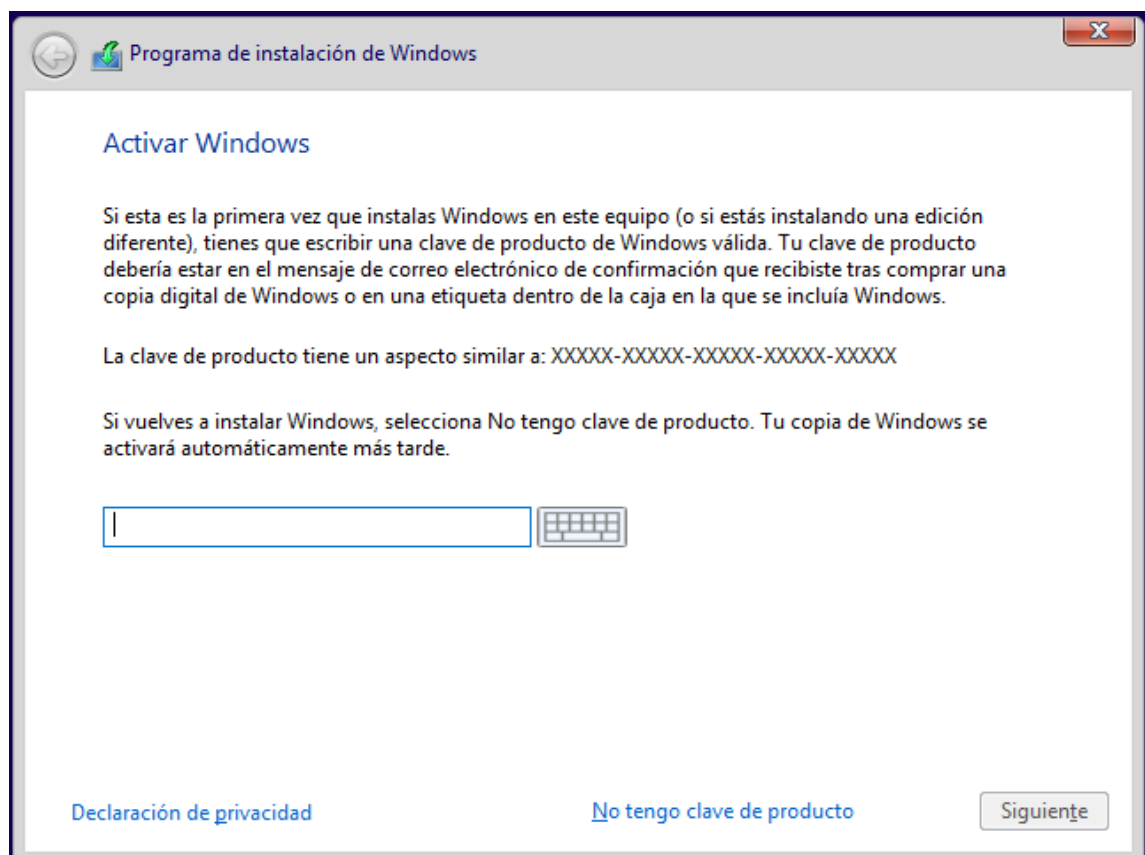 Programa de instalación de Windows
Activar Windows
Si esta es la primera vez que instalas Windows en este equipo (o si estás instalando una edición
diferente), tienes que escribir una clave de producto de Windows válida. Tu clave de producto
debería estar en el mensaje de correo electrónico de confirmación que recibiste tras comprar una
copia digital de Windows o en una etiqueta dentro de la caja en la que se incluía Windows.
La clave de producto tiene un aspecto similar a: XXXXX-XXXXX-XXXXX-XXXXX-XXXXX
Si vuelves a instalar Windows, selecciona No tengo clave de producto. Tu copia de Windows se
activará automáticamente más tarde.
Declaración de privacidad
No tengo clave de producto
Siguiente